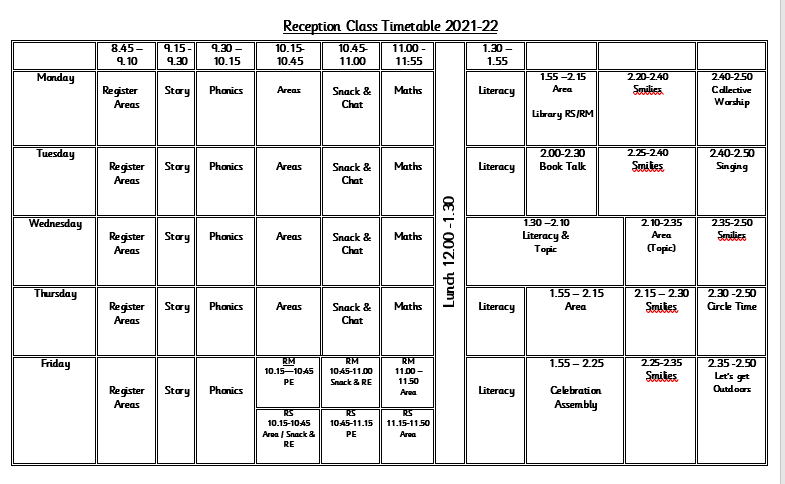 Reception Class Timetable 2021-22
8.45 – 9.15 - 9.30 – 10.15- 10.45- 11.00 - 1.30 –
9.10 9.30 10.15 10.45 11.00 11:55 1.55
Monday 1.55 –2.15 2.20-2.40 2.40-2.50
Register Story Phonics Areas Snack & Maths Literacy Area Smilies Collective
Areas Chat Worship
Library RS/RM
Tuesday 2.00-2.30 2.25-2.40 2.40-2.50
Register Story Phonics Areas Snack & Maths Literacy Book Talk Smilies Singing
Areas Chat
Lunch 12.00 -1.30
Wednesday 1.30 –2.10 2.10-2.35 2.35-2.50
Register Story Phonics Areas Snack & Maths Literacy & Area Smilies
Areas Chat Topic (Topic)
Thursday 1.55 – 2.15 2.15 – 2.30 2.30 -2.50
Register Story Phonics Areas Snack & Maths Literacy Area Smilies Circle Time
Areas Chat
Friday RM RM RM 1.55 – 2.25 2.25-2.35 2.35 -2.50
10.15—10:45 10:45-11.00 11.00 – Smilies Let's get
PE Snack & RE 11.50 Outdoors
Area
Register Story Phonics Literacy Celebration
Areas Assembly
RS RS RS
10.15-10:45 10:45-11.15 11.15-11.50
Area / Snack & PE Area
RE